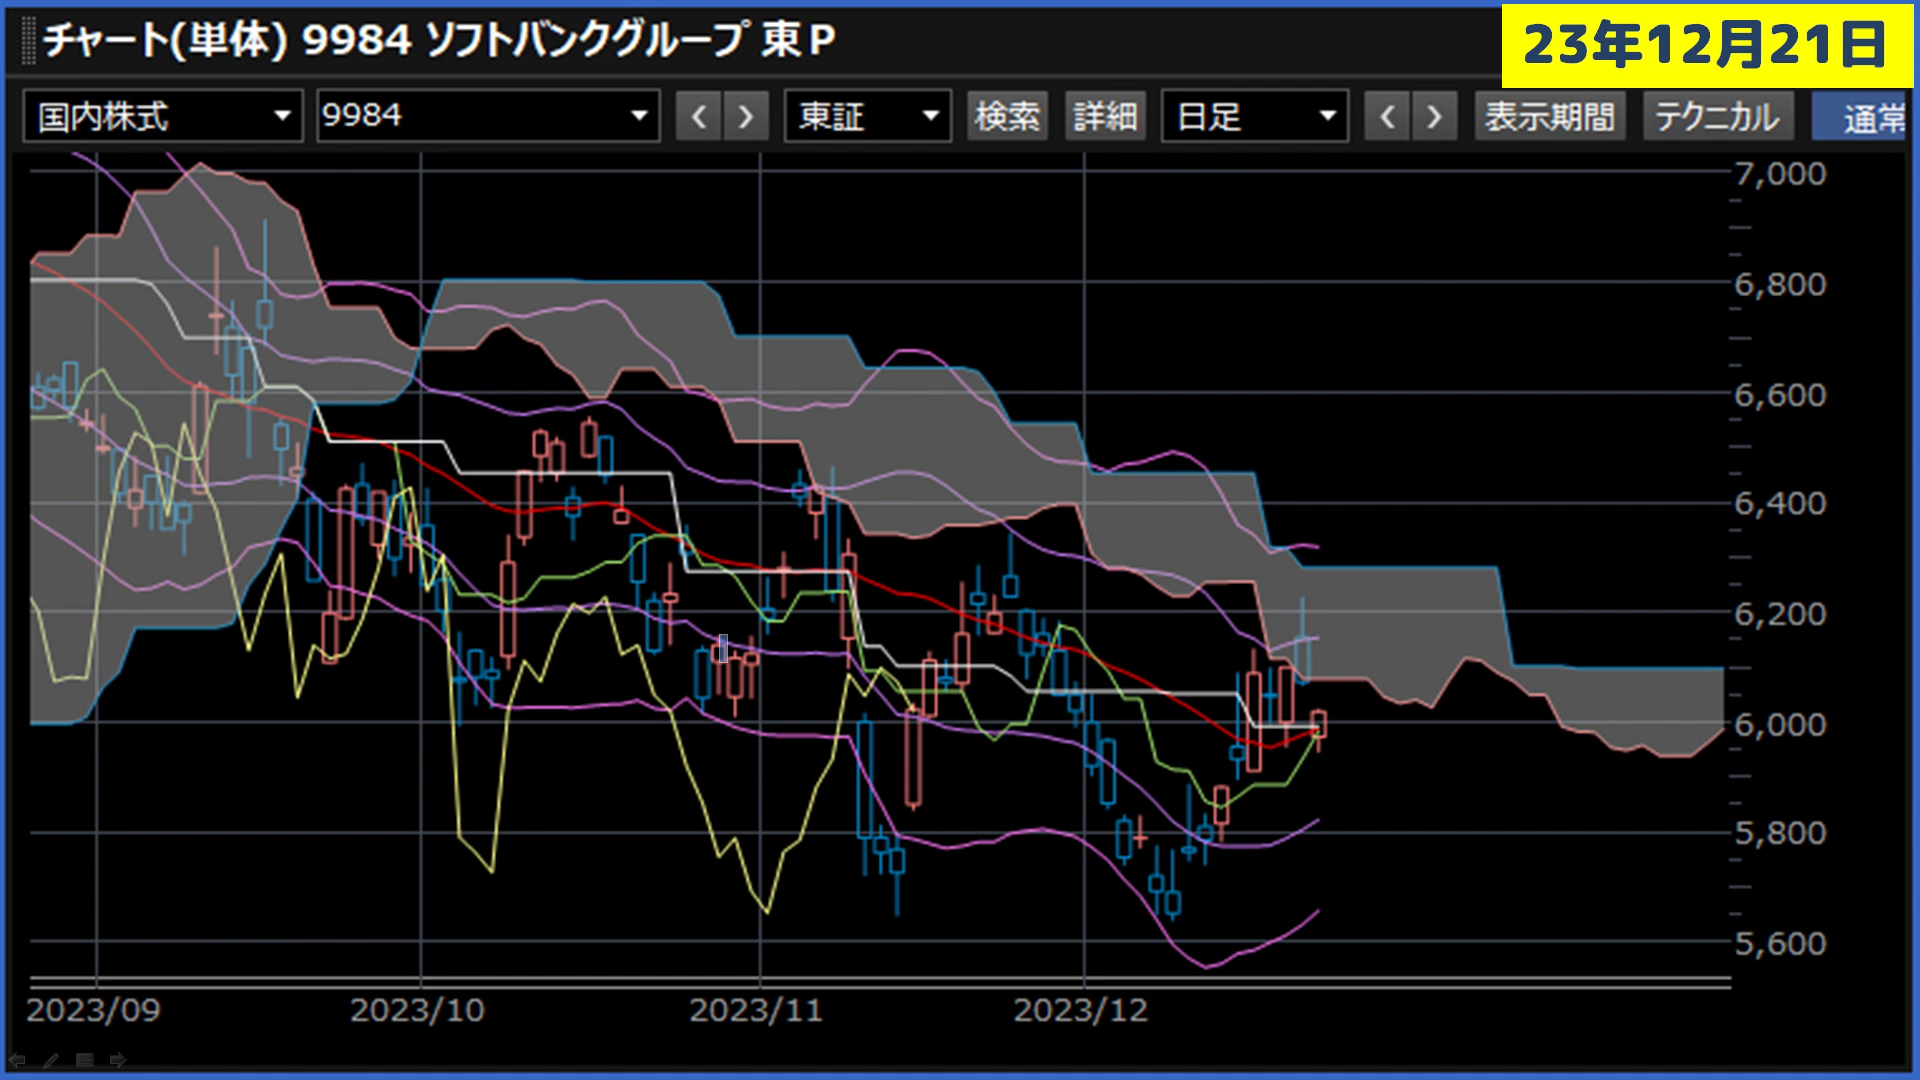 チャート(単体) 9984 ソフトバンクグループ 東P
23年12月21日
国内株式 9984 東証 検索 詳細 日足 表示期間 テクニカル 通常
7,000
6,800
6,600
6,400
6,200
6,000
5,800
5,600
2023/09 2023/10 2023/11 2023/12